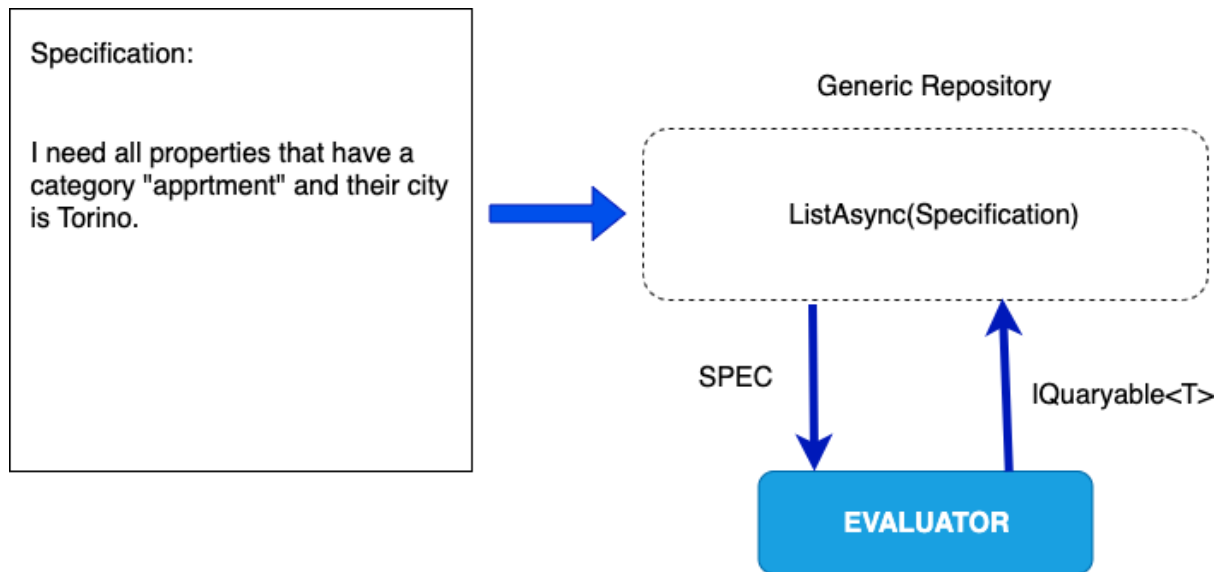 Specification:
I need all properties that have a
category "apprtment" and their city
is Torino.
Generic Repository
ListAsync(Specification)
SPEC
IQuaryable<T>
EVALUATOR